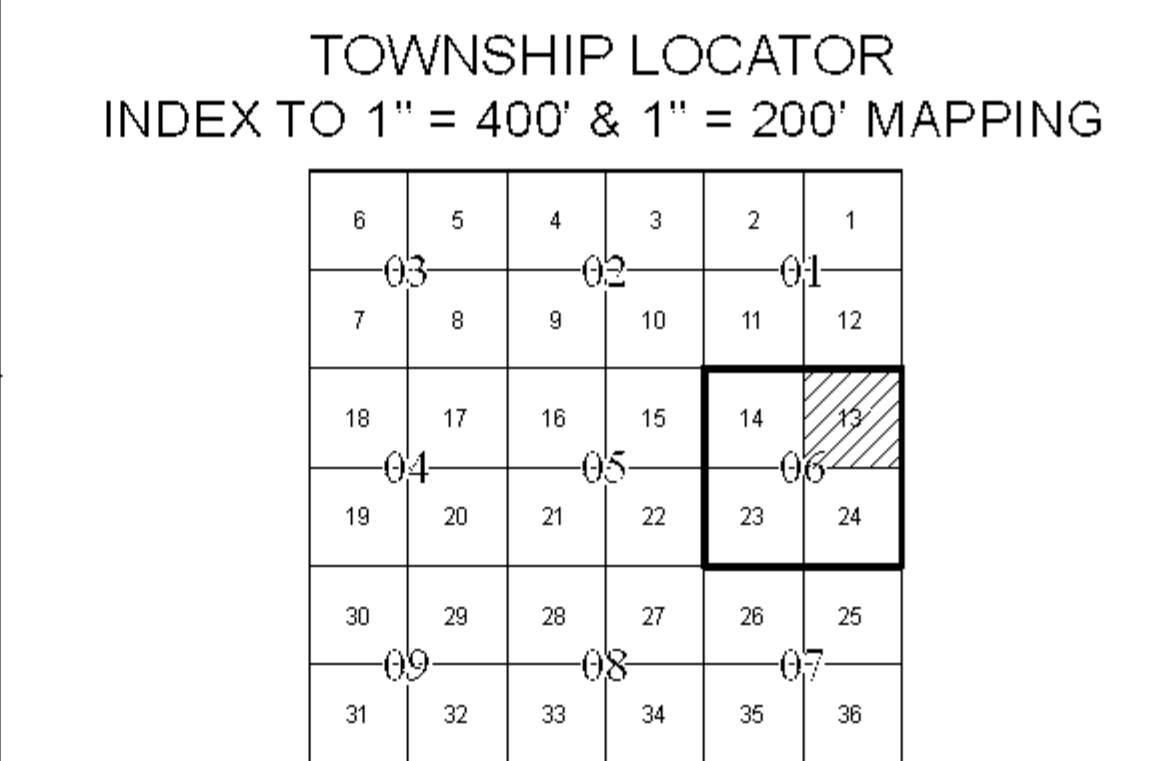 TOWNSHIP LOCATOR
INDEX TO 1" = 400' & 1" = 200' MAPPING
6 5 4 3 2 1
03 02 01
7 8 9 10 11 12
18 17 16 15 14 13
04 05 06
19 20 21 22 23 24
30 29 28 27 26 25
09 08 07
31 32 33 34 35 36